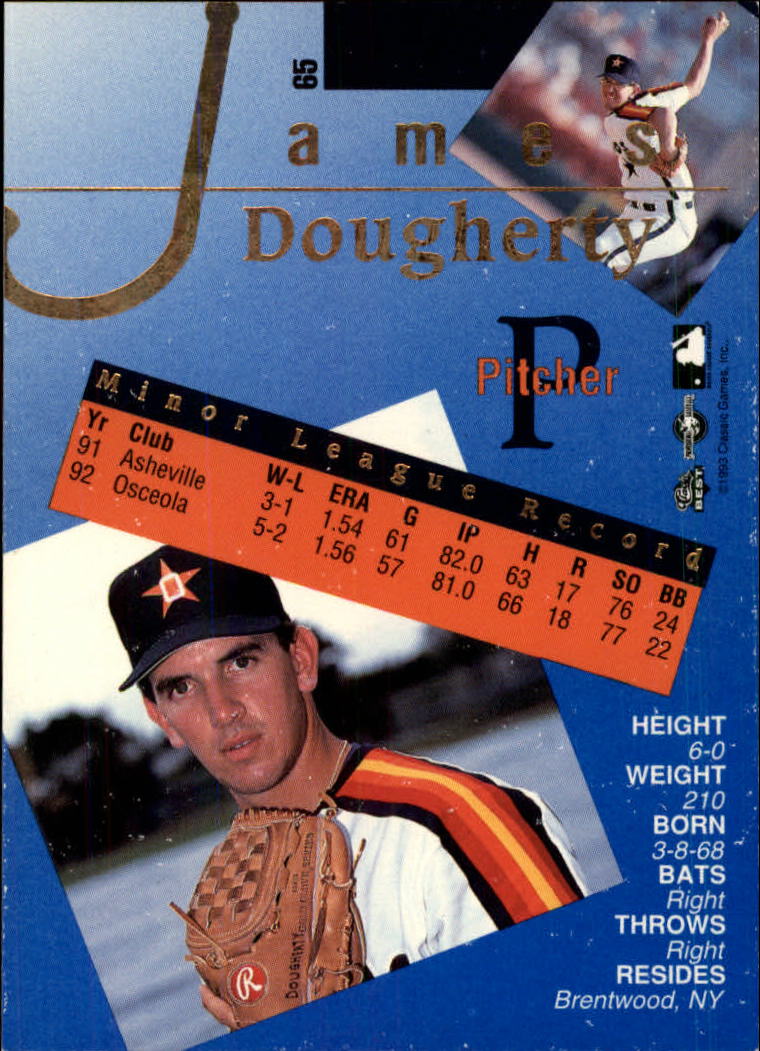 65
James
Dougherty
P
Pitcher
Minor League Record
Yr Club W-L ERA G IP H R SO BB
91 Asheville 3-1 1.54 61 82.0 63 17 76 24
92 Osceola 5-2 1.56 57 81.0 66 18 77 22
©1993 Classic Games, Inc.
Classic
BEST
HEIGHT
6-0
WEIGHT
210
BORN
3-8-68
BATS
Right
THROWS
Right
RESIDES
Brentwood, NY
R
DOUGHERTY